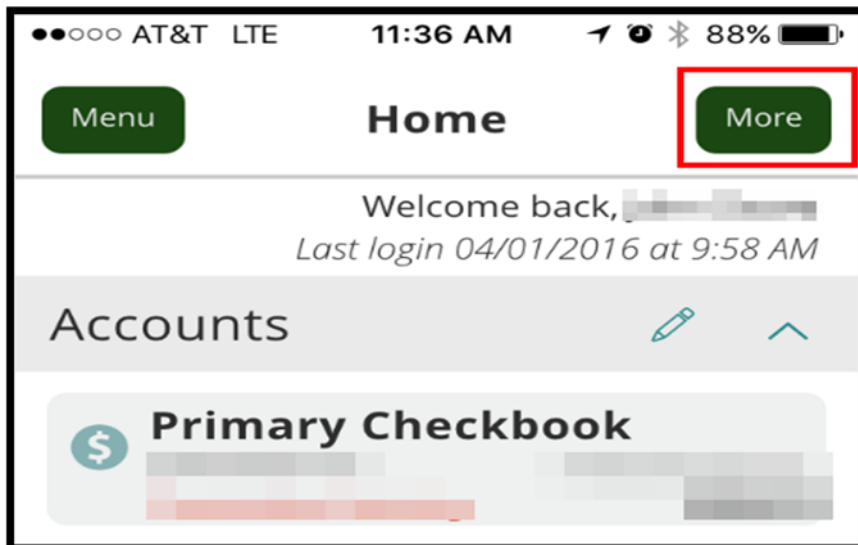 AT&T LTE 11:36 AM 88%
Menu Home More
Welcome back,
Last login 04/01/2016 at 9:58 AM
Accounts
$ Primary Checkbook